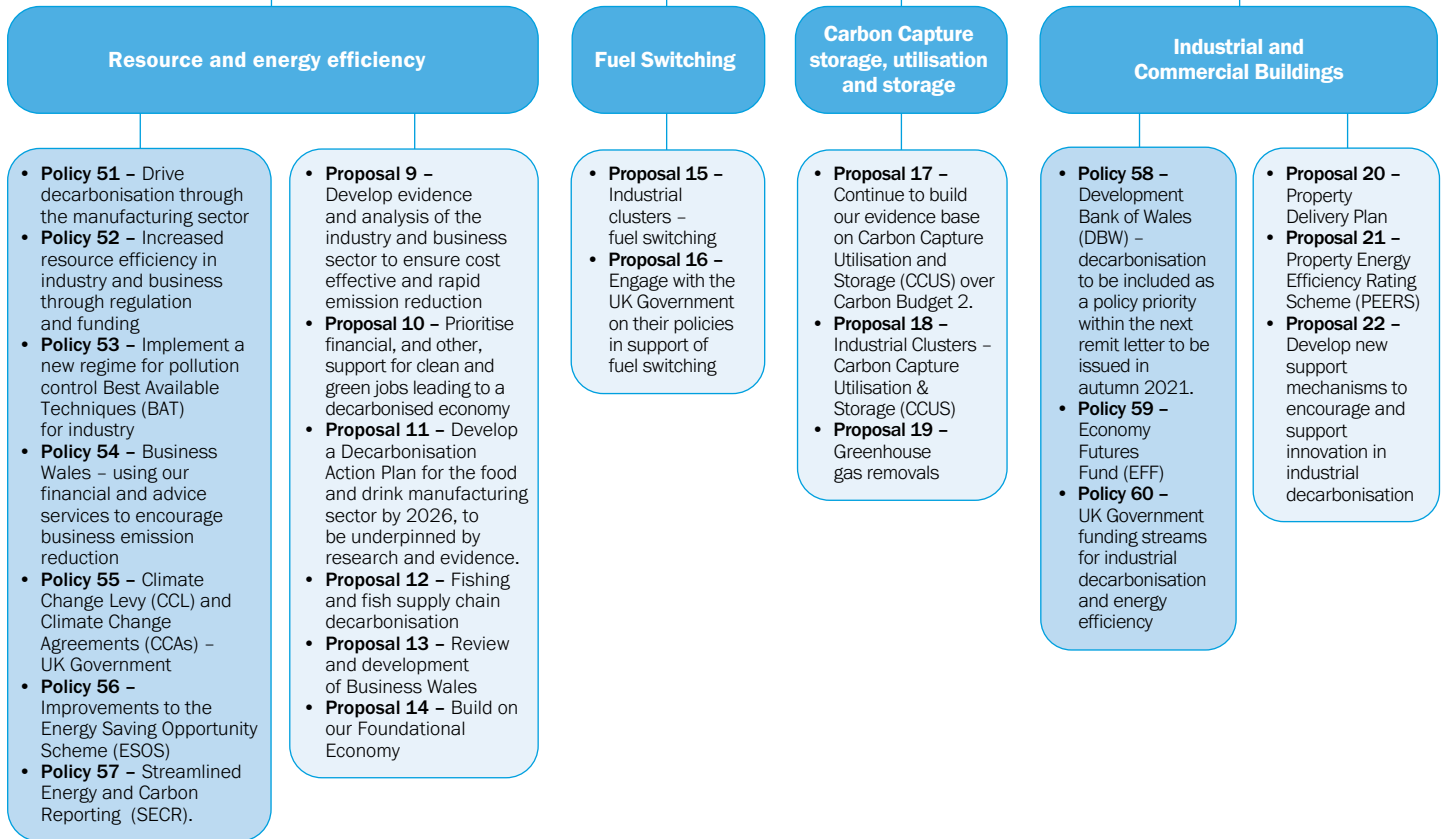 Resource and energy efficiency
• Policy 51 – Drive
decarbonisation through
the manufacturing sector
• Policy 52 – Increased
resource efficiency in
industry and business
through regulation
and funding
• Policy 53 – Implement a
new regime for pollution
control Best Available
Techniques (BAT)
for industry
• Policy 54 – Business
Wales – using our
financial and advice
services to encourage
business emission
reduction
• Policy 55 – Climate
Change Levy (CCL) and
Climate Change
Agreements (CCAs) –
UK Government
• Policy 56 –
Improvements to the
Energy Saving Opportunity
Scheme (ESOS)
• Policy 57 – Streamlined
Energy and Carbon
Reporting (SECR).
• Proposal 9 –
Develop evidence
and analysis of the
industry and business
sector to ensure cost
effective and rapid
emission reduction
• Proposal 10 – Prioritise
financial, and other,
support for clean and
green jobs leading to a
decarbonised economy
• Proposal 11 – Develop
a Decarbonisation
Action Plan for the food
and drink manufacturing
sector by 2026, to
be underpinned by
research and evidence.
• Proposal 12 – Fishing
and fish supply chain
decarbonisation
• Proposal 13 – Review
and development
of Business Wales
• Proposal 14 – Build on
our Foundational
Economy
Fuel Switching
• Proposal 15 –
Industrial
clusters –
fuel switching
• Proposal 16 –
Engage with the
UK Government
on their policies
in support of
fuel switching
Carbon Capture
storage, utilisation
and storage
• Proposal 17 –
Continue to build
our evidence base
on Carbon Capture
Utilisation and
Storage (CCUS) over
Carbon Budget 2.
• Proposal 18 –
Industrial Clusters –
Carbon Capture
Utilisation &
Storage (CCUS)
• Proposal 19 –
Greenhouse
gas removals
Industrial and
Commercial Buildings
• Policy 58 –
Development
Bank of Wales
(DBW) –
decarbonisation
to be included as
a policy priority
within the next
remit letter to be
issued in
autumn 2021.
• Policy 59 –
Economy
Futures
Fund (EFF)
• Policy 60 –
UK Government
funding streams
for industrial
decarbonisation
and energy
efficiency
• Proposal 20 –
Property
Delivery Plan
• Proposal 21 –
Property Energy
Efficiency Rating
Scheme (PEERS)
• Proposal 22 –
Develop new
support
mechanisms to
encourage and
support
innovation in
industrial
decarbonisation